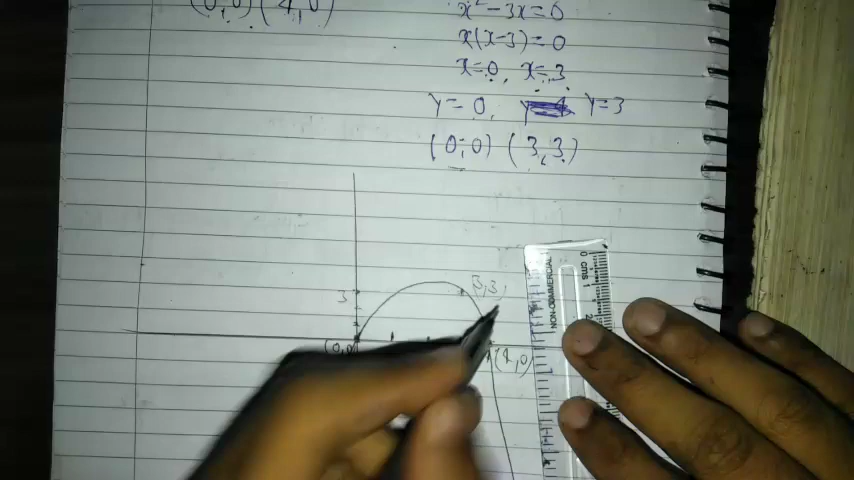 (0,0) (4,0)
x² - 3x = 0
x(x-3) = 0
x=0, x=3
y = 0, y=3
(0,0) (3,3)
3
3,3,
(0,0
(4,0)
NON-COMMERCIAL
0 cms 1